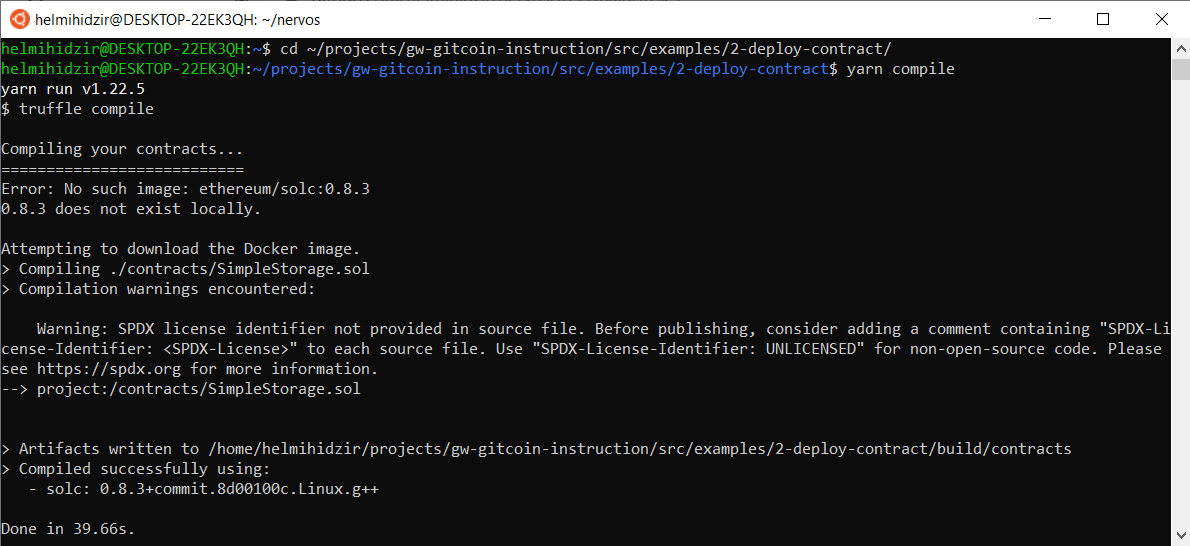 helmihidzir@DESKTOP-22EK3QH: ~/nervos
helmihidzir@DESKTOP-22EK3QH:~$ cd ~/projects/gw-gitcoin-instruction/src/examples/2-deploy-contract/
helmihidzir@DESKTOP-22EK3QH:~/projects/gw-gitcoin-instruction/src/examples/2-deploy-contract$ yarn compile
yarn run v1.22.5
$ truffle compile
Compiling your contracts...
===========================
Error: No such image: ethereum/solc:0.8.3
0.8.3 does not exist locally.
Attempting to download the Docker image.
> Compiling ./contracts/SimpleStorage.sol
> Compilation warnings encountered:
    Warning: SPDX license identifier not provided in source file. Before publishing, consider adding a comment containing "SPDX-Li
cense-Identifier: <SPDX-License>" to each source file. Use "SPDX-License-Identifier: UNLICENSED" for non-open-source code. Please
see https://spdx.org for more information.
--> project:/contracts/SimpleStorage.sol
> Artifacts written to /home/helmihidzir/projects/gw-gitcoin-instruction/src/examples/2-deploy-contract/build/contracts
> Compiled successfully using:
   - solc: 0.8.3+commit.8d00100c.Linux.g++
Done in 39.66s.